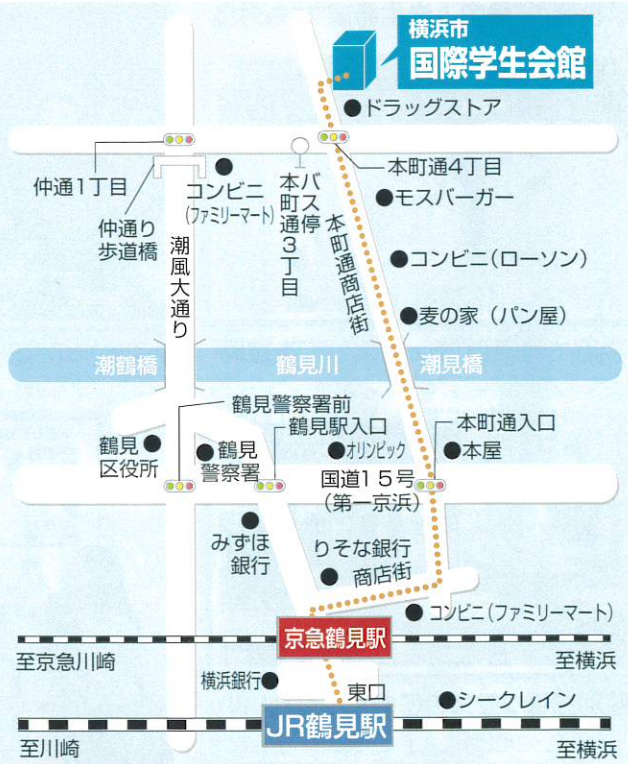 横浜市
国際学生会館
ドラッグストア
仲通1丁目
本町通4丁目
コンビニ
(ファミリーマート)
バス停
本町通3丁目
モスバーガー
仲通り
歩道橋
潮風大通り
本町通商店街
コンビニ(ローソン)
麦の家(パン屋)
潮鶴橋
鶴見川
潮見橋
鶴見警察署前
鶴見駅入口
本町通入口
鶴見
区役所
鶴見
警察署
オリンピック
本屋
国道15号
(第一京浜)
みずほ
銀行
りそな銀行
商店街
コンビニ(ファミリーマート)
京急鶴見駅
至京急川崎
至横浜
横浜銀行
東口
シークレイン
JR鶴見駅
至川崎
至横浜